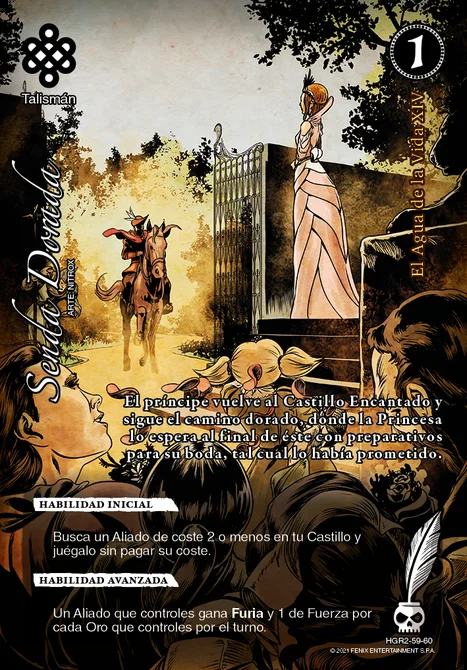 1
Talismán
Senda Dorada
ARTE: NITROX
El Agua de la Vida XIV
El príncipe vuelve al Castillo Encantado y
sigue el camino dorado, donde la Princesa
lo espera al final de éste con preparativos
para su boda, tal cual lo había prometido.
HABILIDAD INICIAL
Busca un Aliado de coste 2 o menos en tu Castillo y
juégalo sin pagar su coste.
HABILIDAD AVANZADA
Un Aliado que controles gana Furia y 1 de Fuerza por
cada Oro que controles por el turno.
HGR2-59-60
© 2021 FENIX ENTERTAINMENT S.P.A.